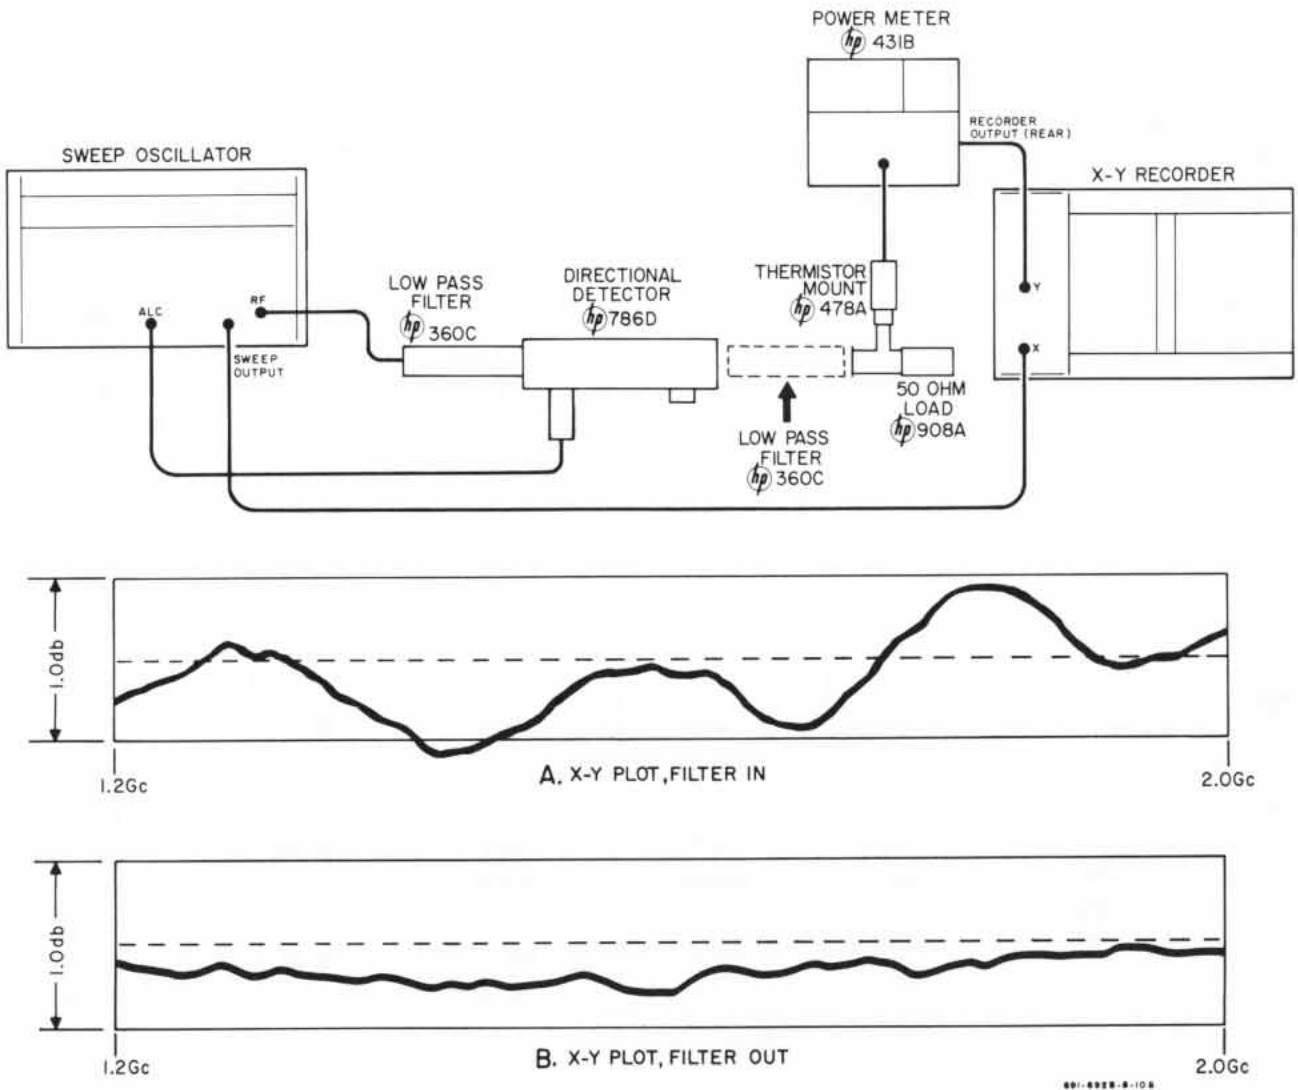 POWER METER
hp 431B
RECORDER
OUTPUT (REAR)
SWEEP OSCILLATOR
X-Y RECORDER
LOW PASS
FILTER
hp 360C
DIRECTIONAL
DETECTOR
hp 786D
THERMISTOR
MOUNT
hp 478A
ALC
RF
SWEEP
OUTPUT
Y
X
50 OHM
LOAD
hp 908A
LOW PASS
FILTER
hp 360C
1.0db
1.2Gc
A. X-Y PLOT, FILTER IN
2.0Gc
1.0db
1.2Gc
B. X-Y PLOT, FILTER OUT
2.0Gc